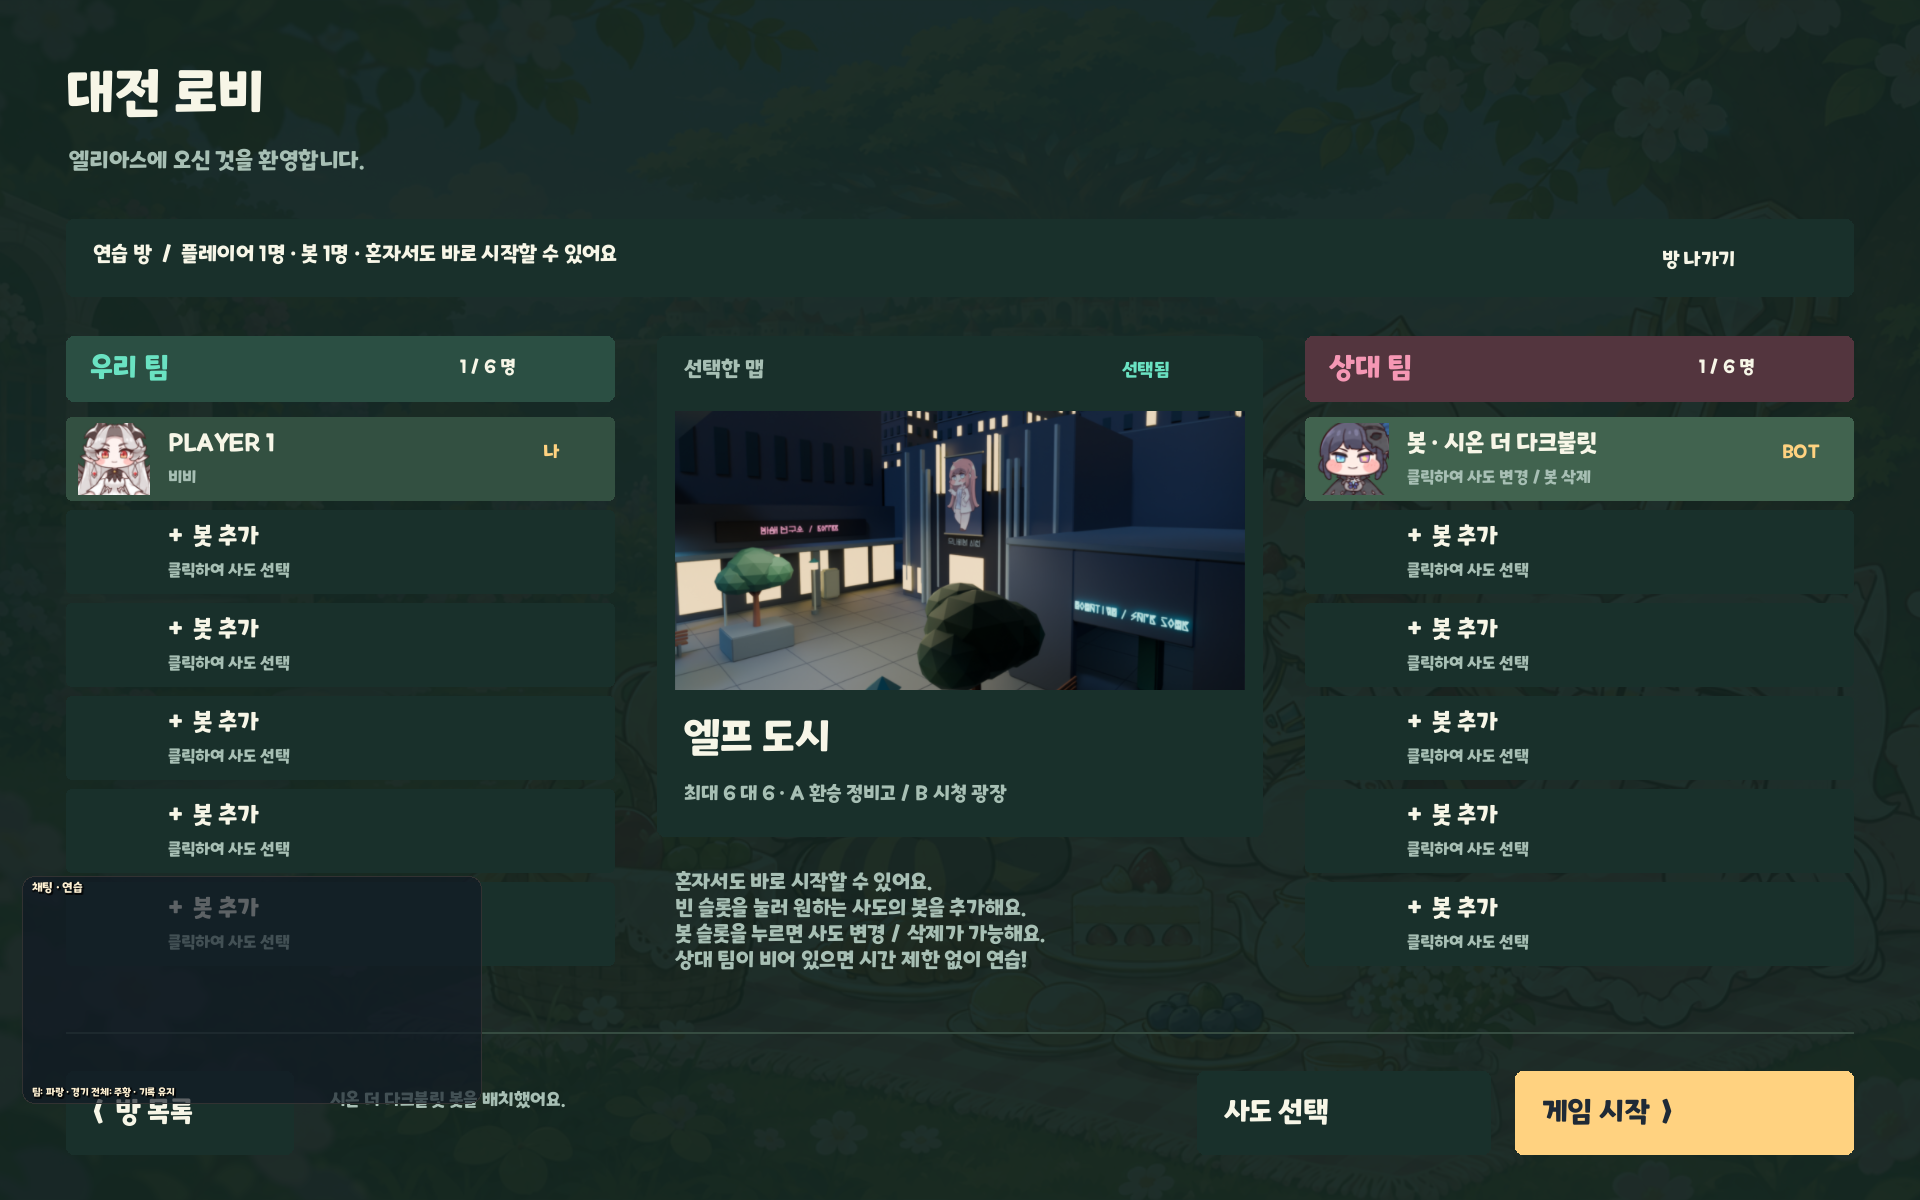 대전 로비
엘리아스에 오신 것을 환영합니다.
연습 방 / 플레이어 1명 · 봇 1명 · 혼자서도 바로 시작할 수 있어요
방 나가기
우리 팀
1 / 6 명
PLAYER 1
비비
나
+ 봇 추가
클릭하여 사도 선택
+ 봇 추가
클릭하여 사도 선택
+ 봇 추가
클릭하여 사도 선택
+ 봇 추가
클릭하여 사도 선택
+ 봇 추가
클릭하여 사도 선택
채팅 · 연습
팀: 파랑 · 경기 전체: 주황 · 기록 유지
선택한 맵
선택됨
엘프 도시
최대 6 대 6 · A 환승 정비고 / B 시청 광장
혼자서도 바로 시작할 수 있어요.
빈 슬롯을 눌러 원하는 사도의 봇을 추가해요.
봇 슬롯을 누르면 사도 변경 / 삭제가 가능해요.
상대 팀이 비어 있으면 시간 제한 없이 연습!
상대 팀
1 / 6 명
봇 · 시온 더 다크불릿
클릭하여 사도 변경 / 봇 삭제
BOT
+ 봇 추가
클릭하여 사도 선택
+ 봇 추가
클릭하여 사도 선택
+ 봇 추가
클릭하여 사도 선택
+ 봇 추가
클릭하여 사도 선택
+ 봇 추가
클릭하여 사도 선택
⟨ 방 목록
시온 더 다크불릿 봇을 배치했어요.
사도 선택
게임 시작 ⟩